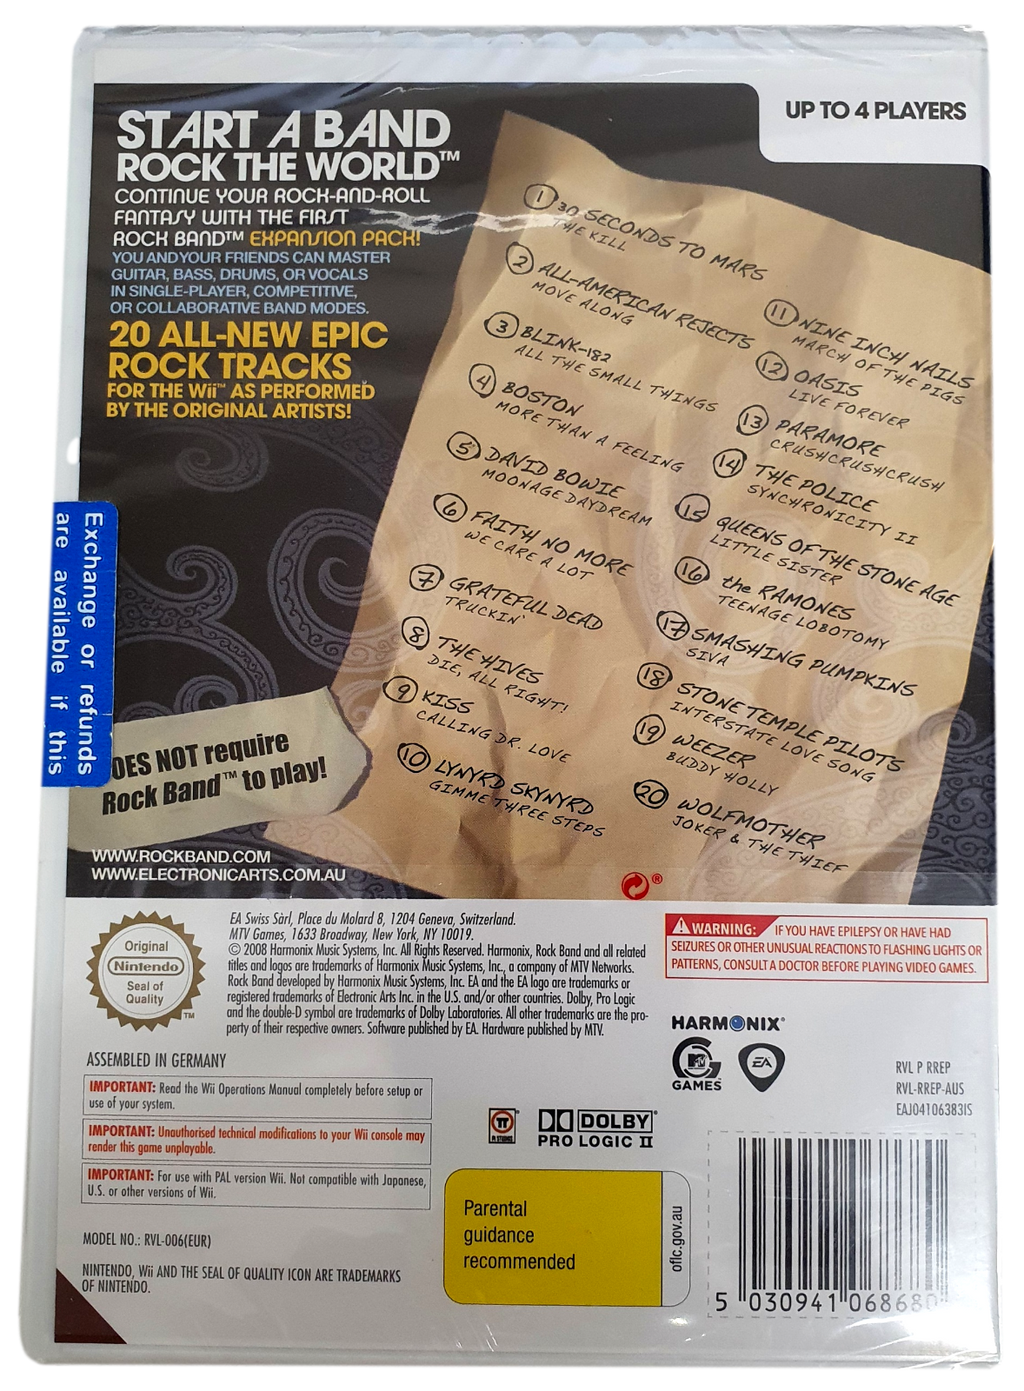 UP TO 4 PLAYERS
START A BAND
ROCK THE WORLD™
CONTINUE YOUR ROCK-AND-ROLL
FANTASY WITH THE FIRST
ROCK BAND™ EXPANSION PACK!
YOU AND YOUR FRIENDS CAN MASTER
GUITAR, BASS, DRUMS, OR VOCALS
IN SINGLE-PLAYER, COMPETITIVE,
OR COLLABORATIVE BAND MODES.
20 ALL-NEW EPIC
ROCK TRACKS
FOR THE Wii™ AS PERFORMED
BY THE ORIGINAL ARTISTS!
1 30 SECONDS TO MARS
THE KILL
2 ALL-AMERICAN REJECTS
MOVE ALONG
3 BLINK-182
ALL THE SMALL THINGS
4 BOSTON
MORE THAN A FEELING
5 DAVID BOWIE
MOONAGE DAYDREAM
6 FAITH NO MORE
WE CARE A LOT
7 GRATEFUL DEAD
TRUCKIN'
8 THE HIVES
DIE, ALL RIGHT!
9 KISS
CALLING DR. LOVE
10 LYNYRD SKYNYRD
GIMME THREE STEPS
11 NINE INCH NAILS
MARCH OF THE PIGS
12 OASIS
LIVE FOREVER
13 PARAMORE
CRUSHCRUSHCRUSH
14 THE POLICE
SYNCHRONICITY II
15 QUEENS OF THE STONE AGE
LITTLE SISTER
16 the RAMONES
TEENAGE LOBOTOMY
17 SMASHING PUMPKINS
SIVA
18 STONE TEMPLE PILOTS
INTERSTATE LOVE SONG
19 WEEZER
BUDDY HOLLY
20 WOLFMOTHER
JOKER & THE THIEF
Exchange or refunds
are available if this
OES NOT require
Rock Band™ to play!
WWW.ROCKBAND.COM
WWW.ELECTRONICARTS.COM.AU
®
Original
Nintendo
Seal of
Quality
TM
EA Swiss Sàrl, Place du Molard 8, 1204 Geneva, Switzerland.
MTV Games, 1633 Broadway, New York, NY 10019.
© 2008 Harmonix Music Systems, Inc. All Rights Reserved. Harmonix, Rock Band and all related
titles and logos are trademarks of Harmonix Music Systems, Inc., a company of MTV Networks.
Rock Band developed by Harmonix Music Systems, Inc. EA and the EA logo are trademarks or
registered trademarks of Electronic Arts Inc. in the U.S. and/or other countries. Dolby, Pro Logic
and the double-D symbol are trademarks of Dolby Laboratories. All other trademarks are the pro-
perty of their respective owners. Software published by EA. Hardware published by MTV.
WARNING: IF YOU HAVE EPILEPSY OR HAVE HAD
SEIZURES OR OTHER UNUSUAL REACTIONS TO FLASHING LIGHTS OR
PATTERNS, CONSULT A DOCTOR BEFORE PLAYING VIDEO GAMES.
HARMONIX®
MTV
GAMES™
EA
RVL P RREP
RVL-RREP-AUS
EAJ04106383IS
ASSEMBLED IN GERMANY
IMPORTANT: Read the Wii Operations Manual completely before setup or
use of your system.
IMPORTANT: Unauthorised technical modifications to your Wii console may
render this game unplayable.
IMPORTANT: For use with PAL version Wii. Not compatible with Japanese,
U.S. or other versions of Wii.
PI STUDIOS
DOLBY®
PRO LOGIC II
Parental
guidance
recommended
oflc.gov.au
MODEL NO.: RVL-006(EUR)
NINTENDO, Wii AND THE SEAL OF QUALITY ICON ARE TRADEMARKS
OF NINTENDO.
5 030941 068680